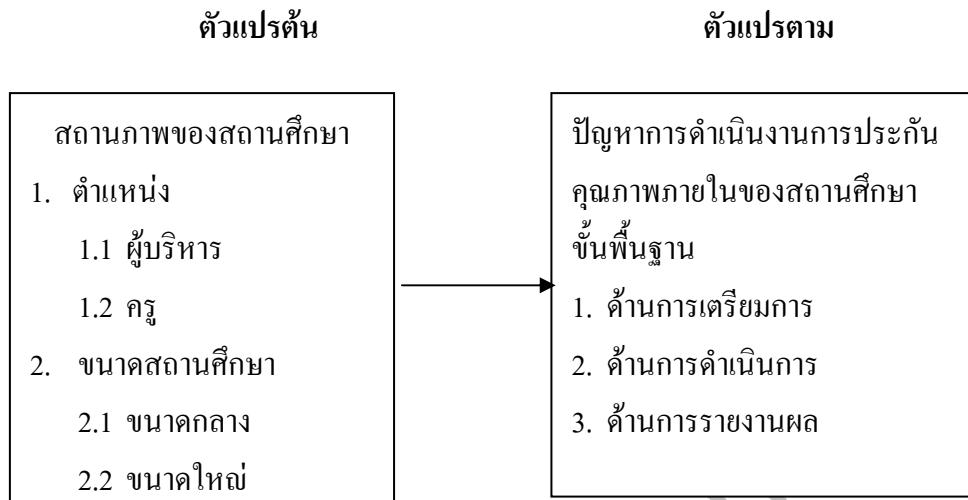 ตัวแปรต้น
ตัวแปรตาม
สถานภาพของสถานศึกษา
1. ตำแหน่ง
1.1 ผู้บริหาร
1.2 ครู
2. ขนาดสถานศึกษา
2.1 ขนาดกลาง
2.2 ขนาดใหญ่
ปัญหาการดำเนินงานการประกัน
คุณภาพภายในของสถานศึกษา
ขั้นพื้นฐาน
1. ด้านการเตรียมการ
2. ด้านการดำเนินการ
3. ด้านการรายงานผล